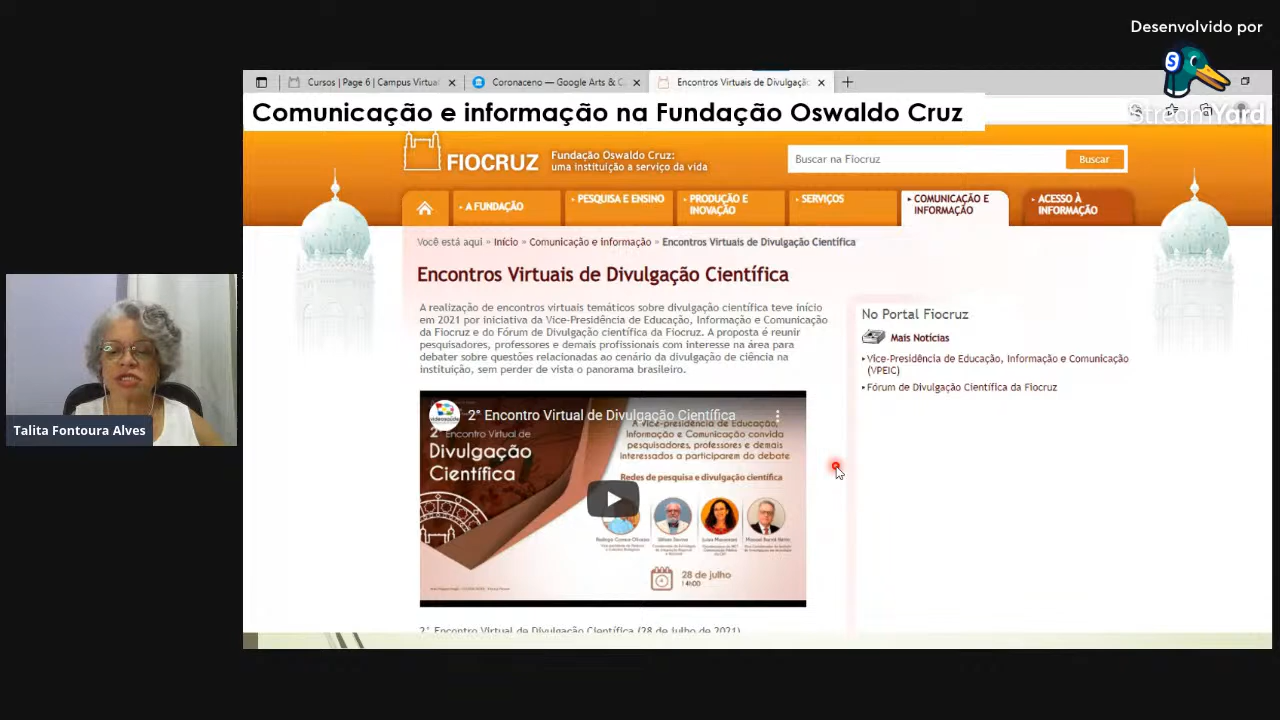 Desenvolvido por
StreamYard
Cursos | Page 6 | Campus Virtual
Coronaceno — Google Arts & C
Encontros Virtuais de Divulgaçã
Comunicação e informação na Fundação Oswaldo Cruz
FIOCRUZ
Fundação Oswaldo Cruz:
uma instituição a serviço da vida
Buscar na Fiocruz
Buscar
A FUNDAÇÃO
PESQUISA E ENSINO
PRODUÇÃO E
INOVAÇÃO
SERVIÇOS
COMUNICAÇÃO E
INFORMAÇÃO
ACESSO À
INFORMAÇÃO
Você está aqui » Início » Comunicação e informação » Encontros Virtuais de Divulgação Científica
Encontros Virtuais de Divulgação Científica
A realização de encontros virtuais temáticos sobre divulgação científica teve início
em 2021 por iniciativa da Vice-Presidência de Educação, Informação e Comunicação
da Fiocruz e do Fórum de Divulgação científica da Fiocruz. A proposta é reunir
pesquisadores, professores e demais profissionais com interesse na área para
debater sobre questões relacionadas ao cenário da divulgação de ciência na
instituição, sem perder de vista o panorama brasileiro.
No Portal Fiocruz
Mais Notícias
Vice-Presidência de Educação, Informação e Comunicação
(VPEIC)
Fórum de Divulgação Científica da Fiocruz
2° Encontro Virtual de Divulgação Científica
2° Encontro Virtual de
Divulgação
Científica
A Vice-presidência de Educação,
Informação e Comunicação convida
pesquisadores, professores e demais
interessados a participarem do debate
Redes de pesquisa e divulgação científica
28 de julho
14h00
2° Encontro Virtual de Divulgação Científica (28 de julho de 2021)
Talita Fontoura Alves